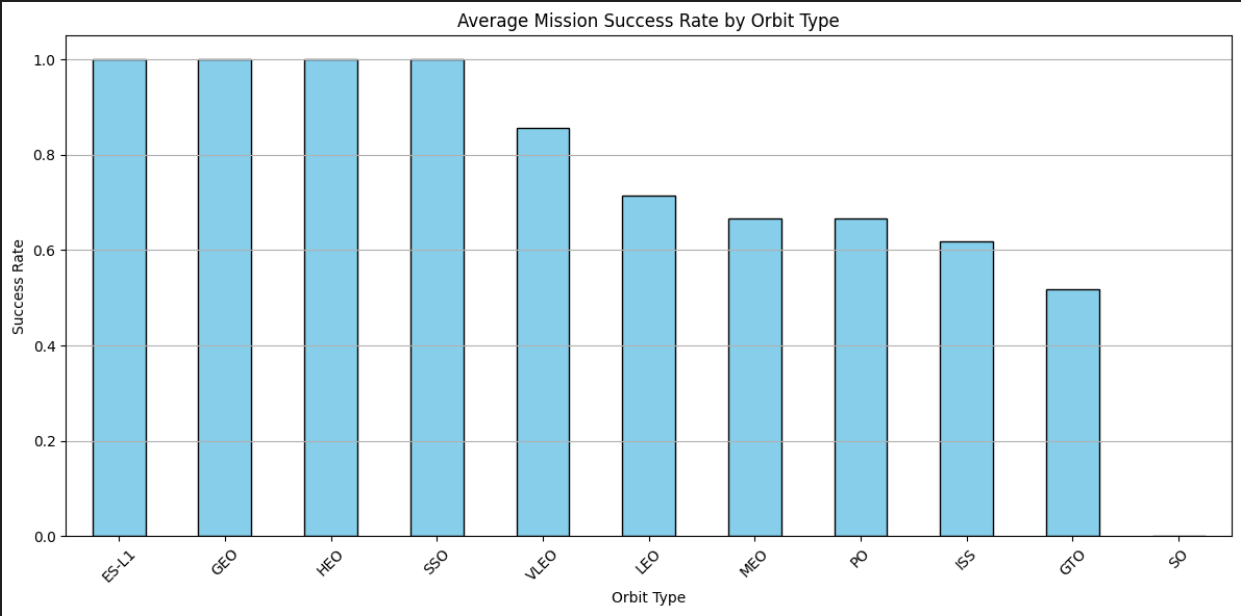 Average Mission Success Rate by Orbit Type
Success Rate
1.0
0.8
0.6
0.4
0.2
0.0
ES-L1 GEO HEO SSO VLEO LEO MEO PO ISS GTO SO
Orbit Type